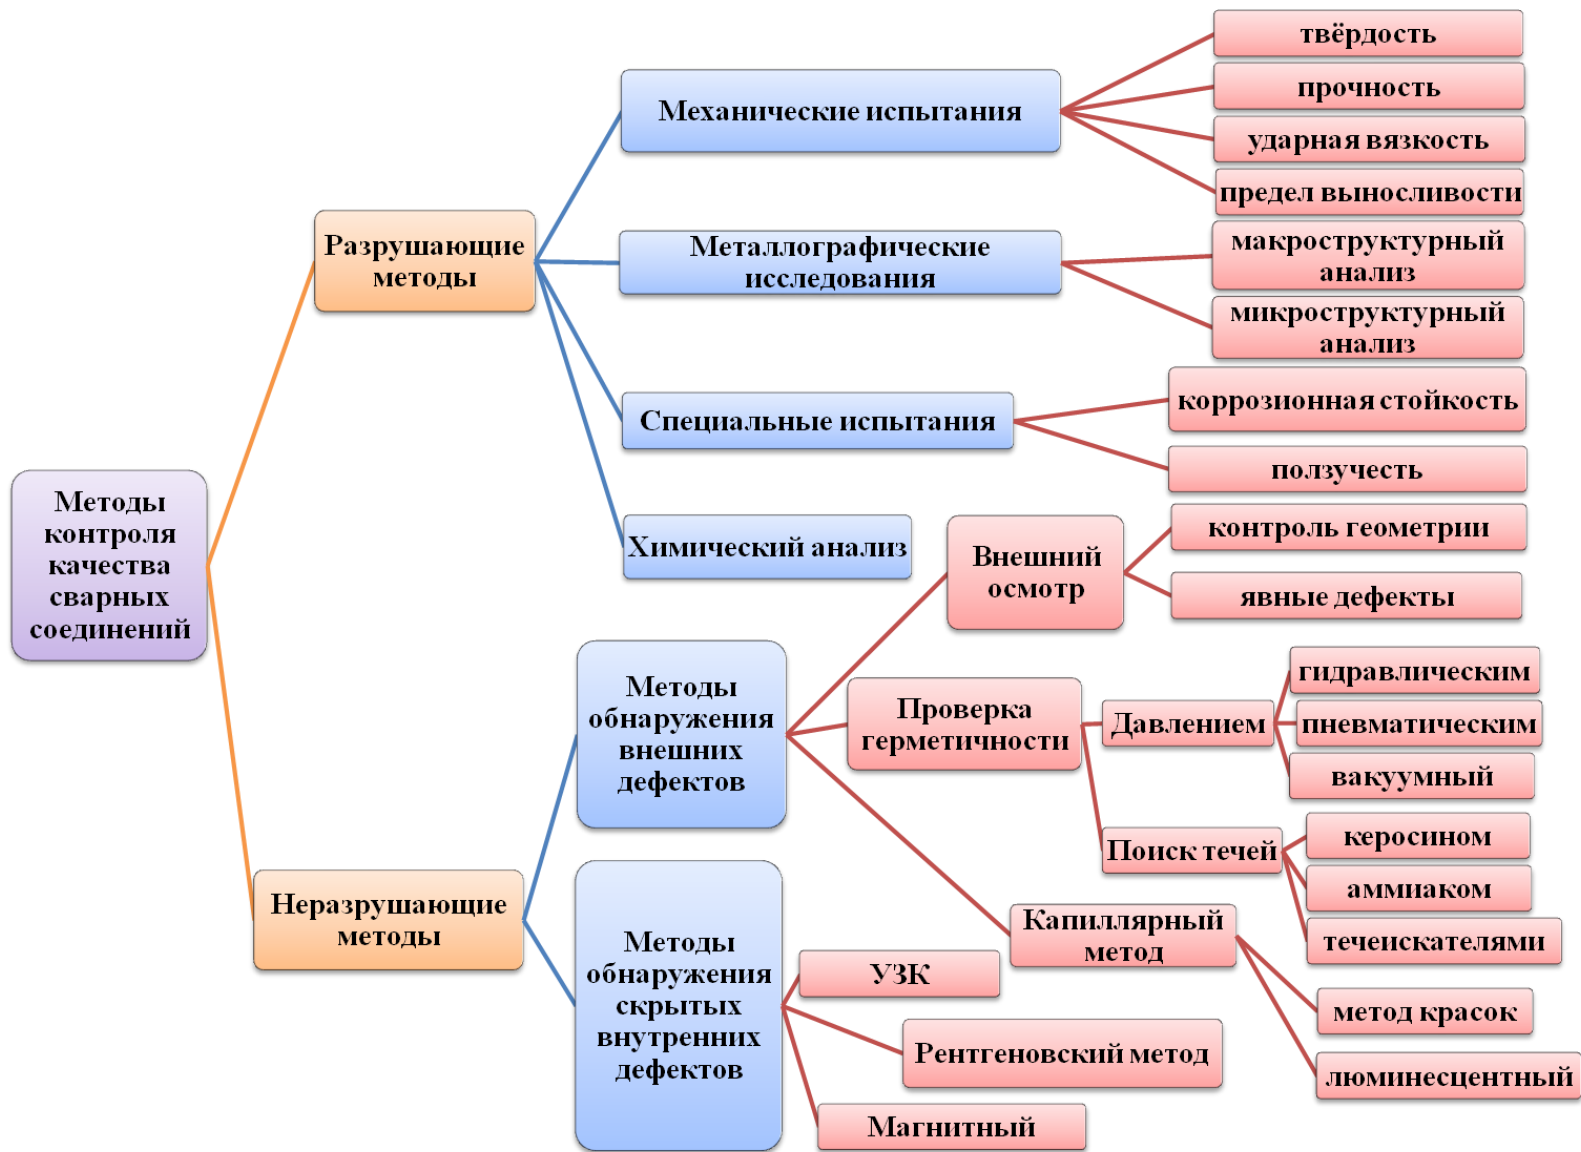 Методы
контроля
качества
сварных
соединений
Разрушающие
методы
Механические испытания
твёрдость
прочность
ударная вязкость
предел выносливости
Металлографические
исследования
макроструктурный
анализ
микроструктурный
анализ
Специальные испытания
коррозионная стойкость
ползучесть
Химический анализ
Неразрушающие
методы
Методы
обнаружения
внешних
дефектов
Внешний
осмотр
контроль геометрии
явные дефекты
Проверка
герметичности
Давлением
гидравлическим
пневматическим
вакуумный
Поиск течей
керосином
аммиаком
течеискателями
Капиллярный
метод
метод красок
люминесцентный
Методы
обнаружения
скрытых
внутренних
дефектов
УЗК
Рентгеновский метод
Магнитный